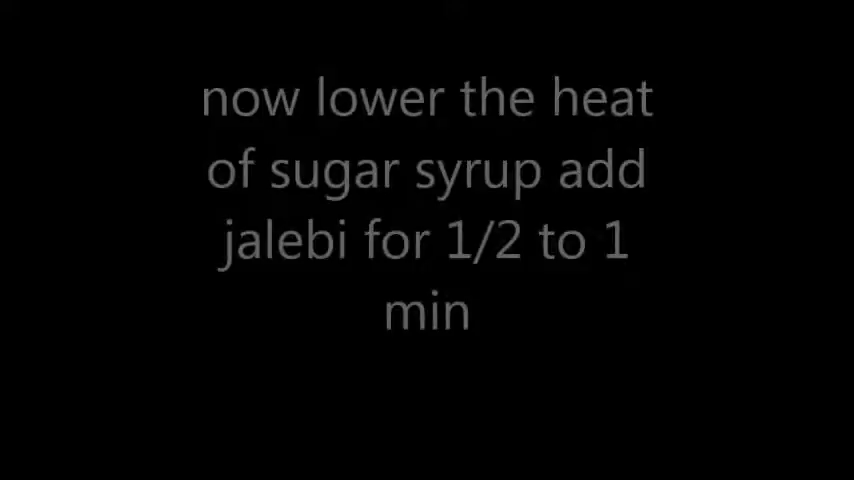 now lower the heat
of sugar syrup add
jalebi for 1/2 to 1
min